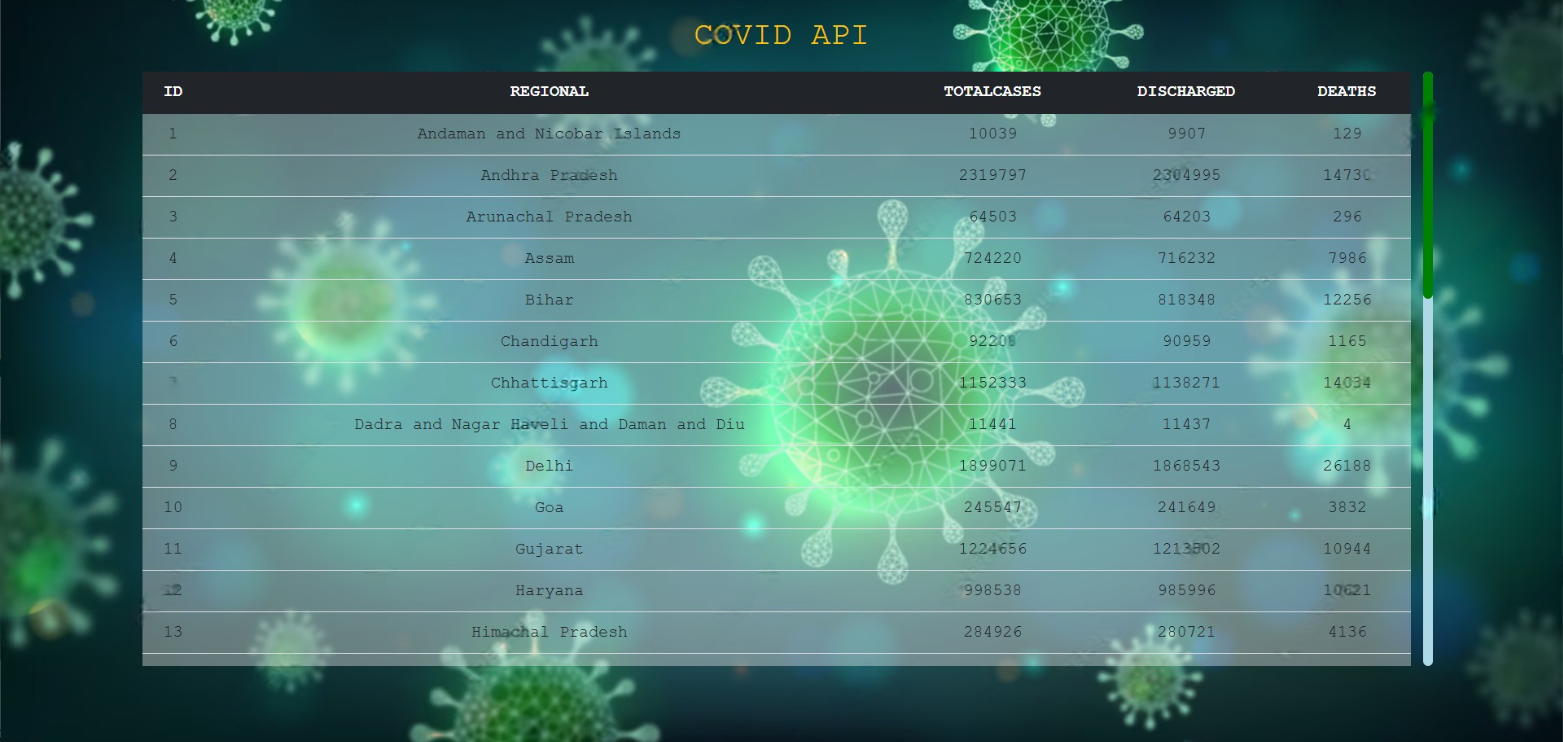 COVID API
ID REGIONAL TOTALCASES DISCHARGED DEATHS
1 Andaman and Nicobar Islands 10039 9907 129
2 Andhra Pradesh 2319797 2304995 14730
3 Arunachal Pradesh 64503 64203 296
4 Assam 724220 716232 7986
5 Bihar 830653 818348 12256
6 Chandigarh 90959 1165
7 Chhattisgarh 1152333 1138271 14034
8 Dadra and Nagar Haveli and Daman and Diu 11441 11437 4
9 Delhi 1899071 1868543 26188
10 Goa 245547 241649 3832
11 Gujarat 1224656 1213502 10944
12 Haryana 998538 985996 10621
13 Himachal Pradesh 284926 280721 4136